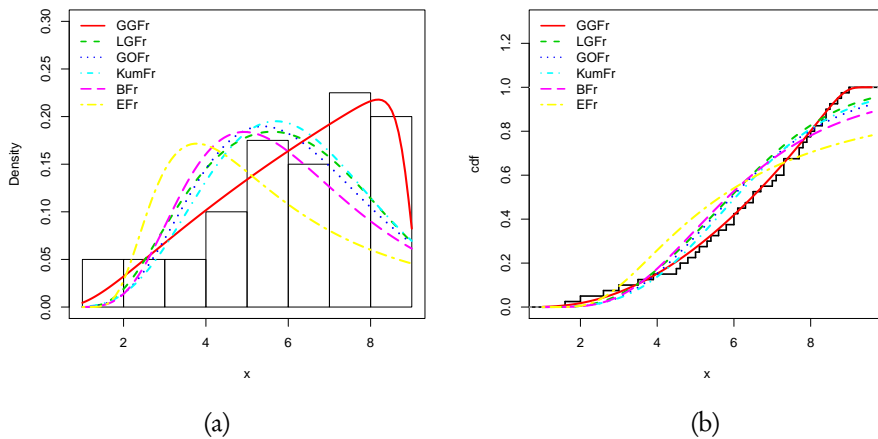 GGFr
LGFr
GOFr
KumFr
BFr
EFr
0.00
0.05
0.10
0.15
0.20
0.25
0.30
Density
2
4
6
8
x
(a)
GGFr
LGFr
GOFr
KumFr
BFr
EFr
0.0
0.2
0.4
0.6
0.8
1.0
1.2
cdf
2
4
6
8
x
(b)